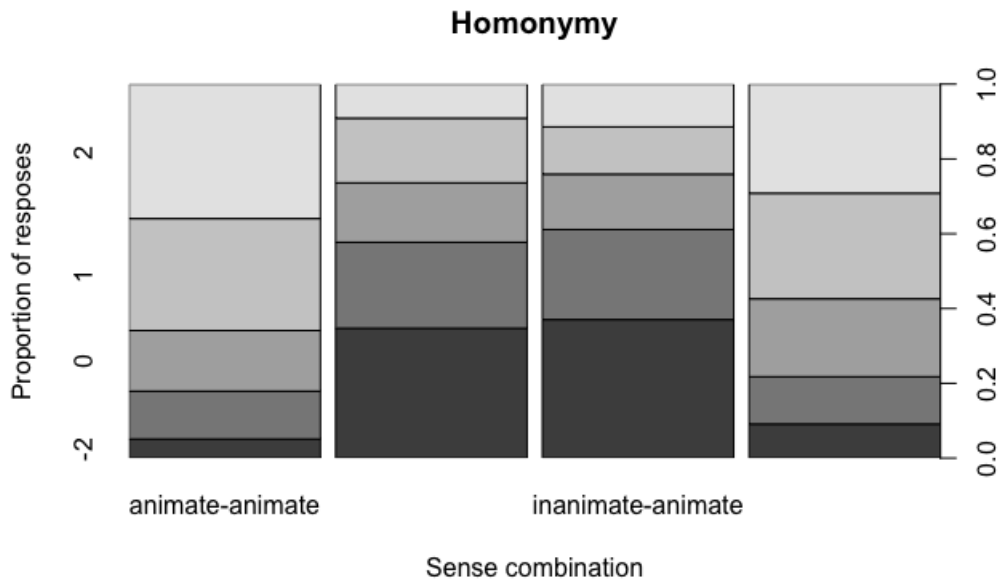 Homonymy
Proportion of resposes
2
1
0
-2
1.0
0.8
0.6
0.4
0.2
0.0
animate-animate
inanimate-animate
Sense combination